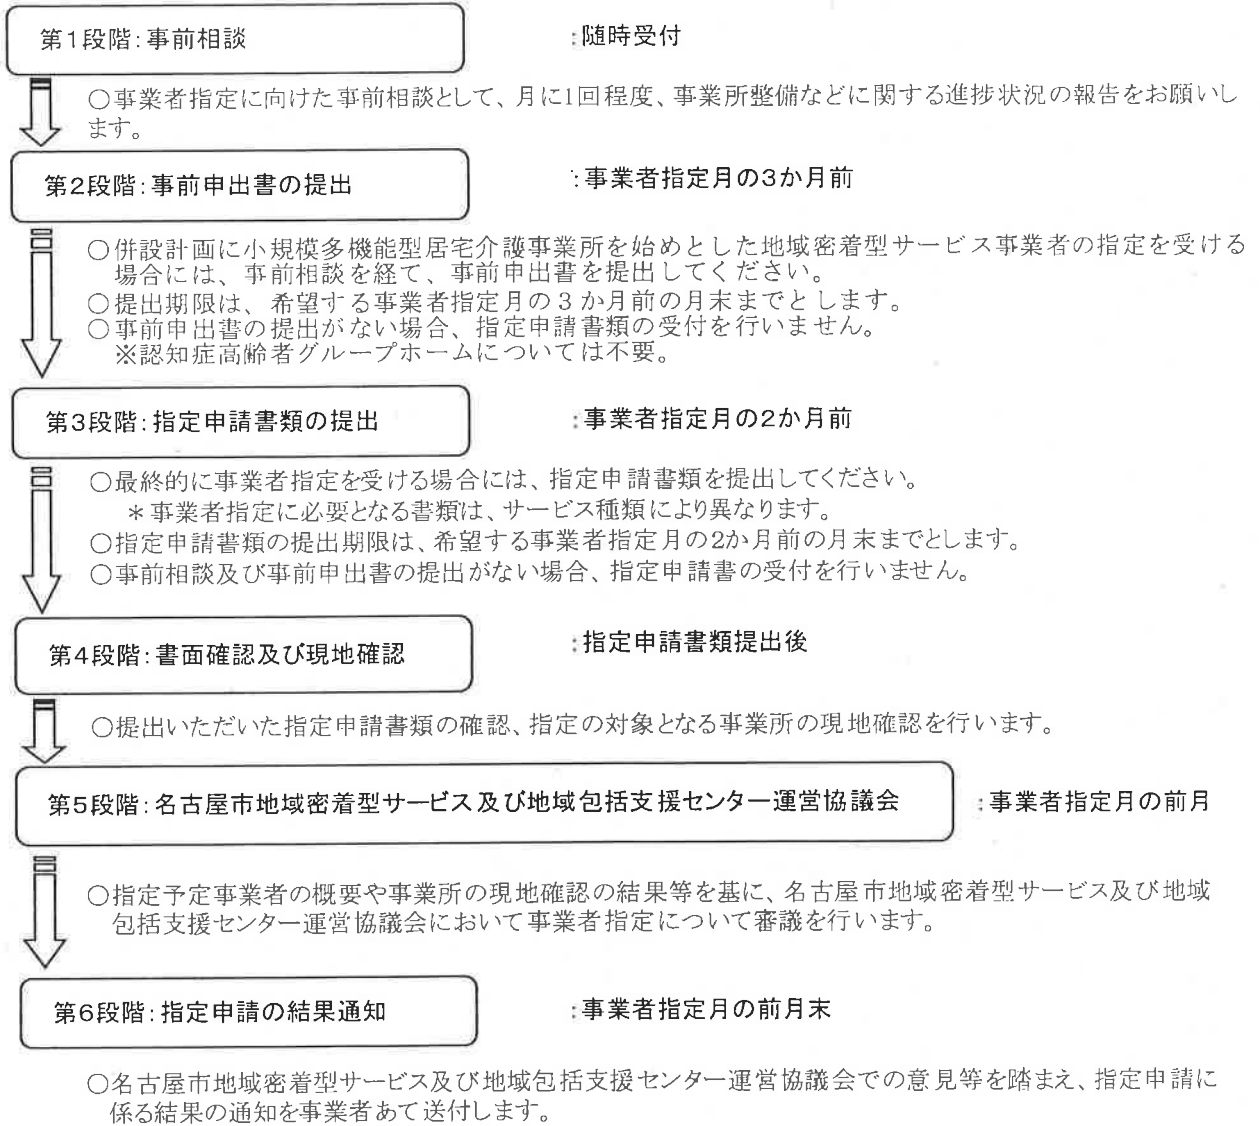 第1段階:事前相談 :随時受付
○事業者指定に向けた事前相談として、月に1回程度、事業所整備などに関する進捗状況の報告をお願いし
ます。
第2段階:事前申出書の提出 :事業者指定月の3か月前
○併設計画に小規模多機能型居宅介護事業所を始めとした地域密着型サービス事業者の指定を受ける
場合には、事前相談を経て、事前申出書を提出してください。
○提出期限は、希望する事業者指定月の3か月前の月末までとします。
○事前申出書の提出がない場合、指定申請書類の受付を行いません。
※認知症高齢者グループホームについては不要。
第3段階:指定申請書類の提出 :事業者指定月の2か月前
○最終的に事業者指定を受ける場合には、指定申請書類を提出してください。
*事業者指定に必要となる書類は、サービス種類により異なります。
○指定申請書類の提出期限は、希望する事業者指定月の2か月前の月末までとします。
○事前相談及び事前申出書の提出がない場合、指定申請書の受付を行いません。
第4段階:書面確認及び現地確認 :指定申請書類提出後
○提出いただいた指定申請書類の確認、指定の対象となる事業所の現地確認を行います。
第5段階:名古屋市地域密着型サービス及び地域包括支援センター運営協議会 :事業者指定月の前月
○指定予定事業者の概要や事業所の現地確認の結果等を基に、名古屋市地域密着型サービス及び地域
包括支援センター運営協議会において事業者指定について審議を行います。
第6段階:指定申請の結果通知 :事業者指定月の前月末
○名古屋市地域密着型サービス及び地域包括支援センター運営協議会での意見等を踏まえ、指定申請に
係る結果の通知を事業者あて送付します。